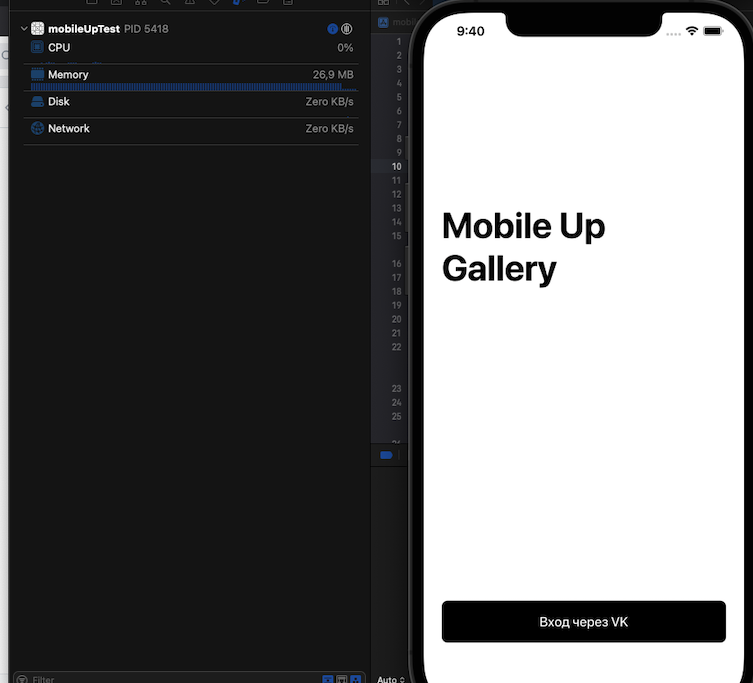 mobileUpTest PID 5418
CPU 0%
Memory 26,9 MB
Disk Zero KB/s
Network Zero KB/s
Filter
mobil
1
2
3
4
5
6
7
8
9
10
11
12
13
14
15
16
17
18
19
20
21
22
23
24
25
Auto
9:40
Mobile Up
Gallery
Вход через VK